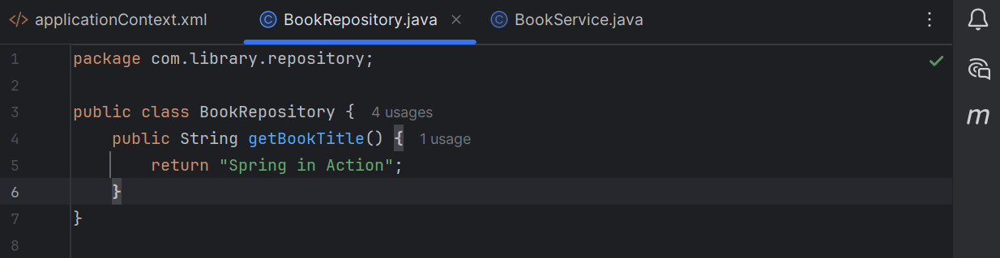 applicationContext.xml BookRepository.java BookService.java
1 package com.library.repository;
2
3 public class BookRepository { 4 usages
4     public String getBookTitle() { 1 usage
5         return "Spring in Action";
6     }
7 }
8
m